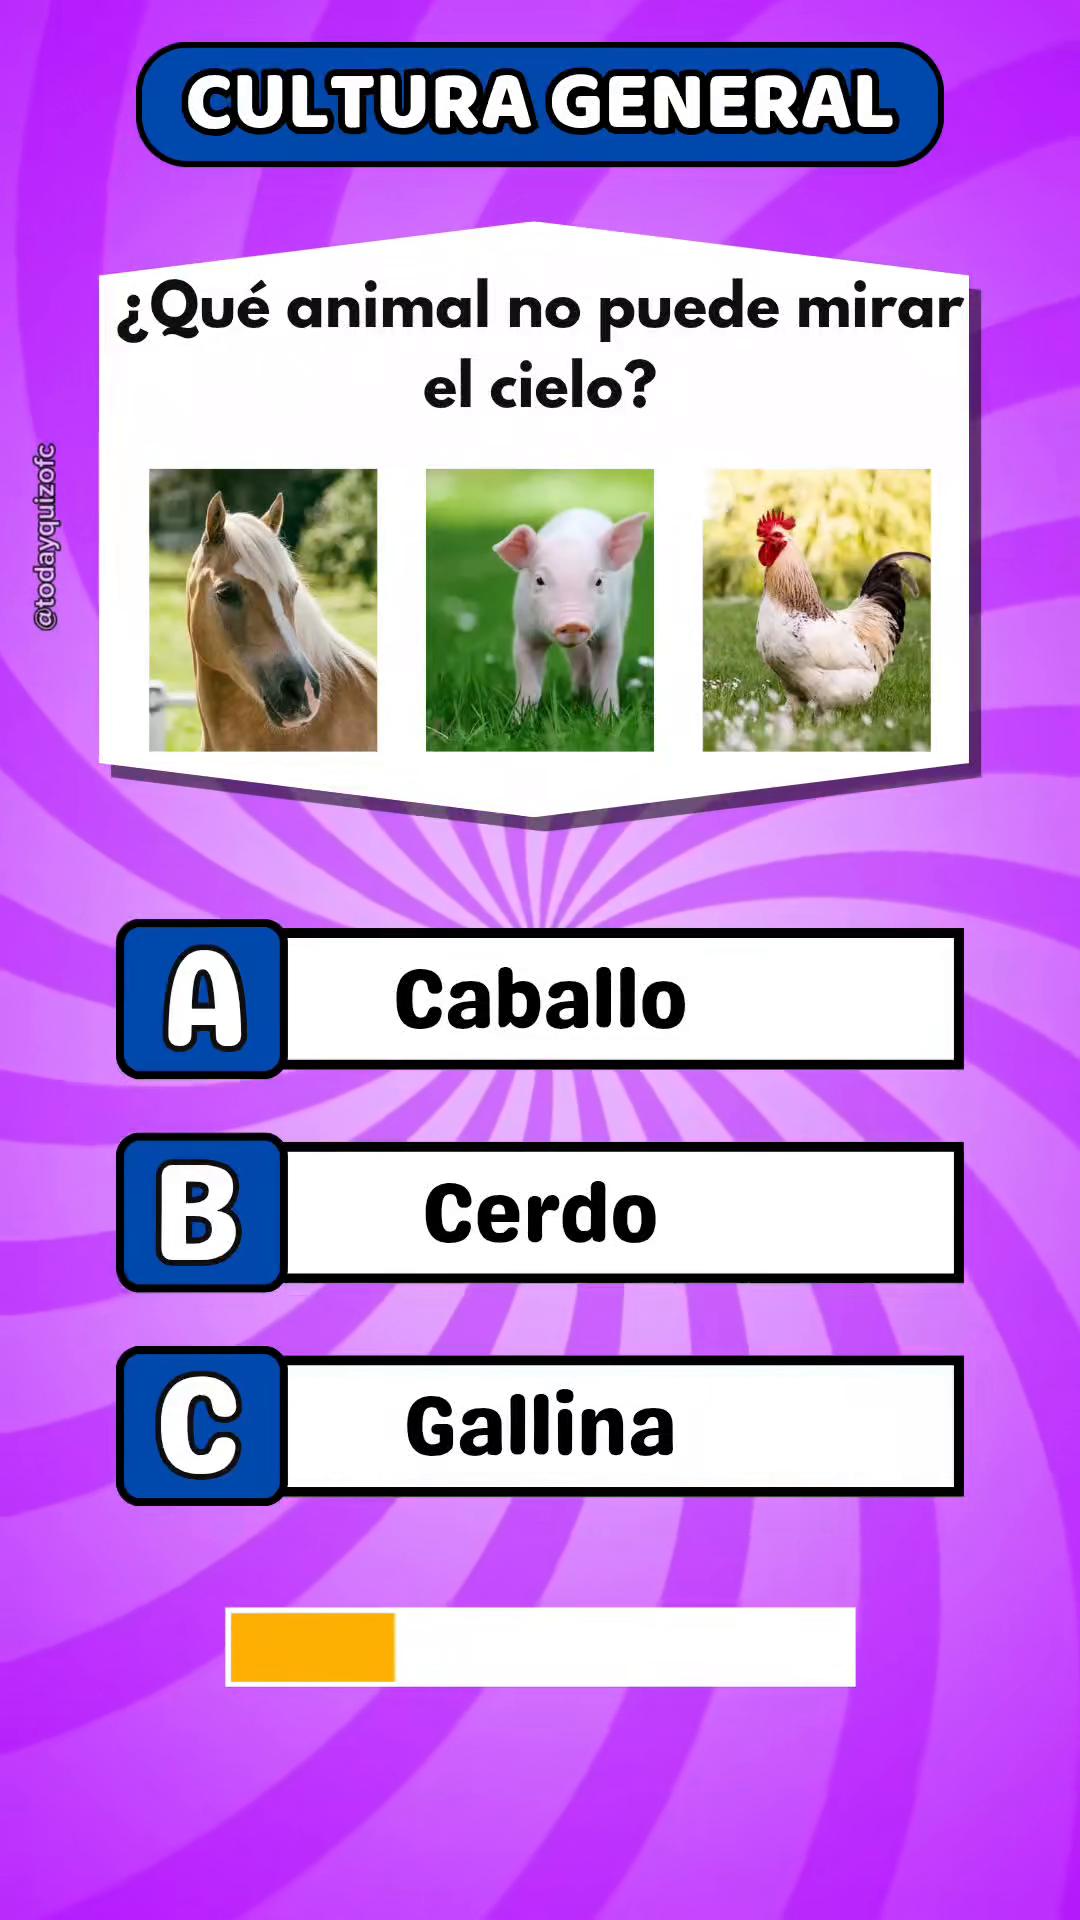 CULTURA GENERAL
¿Qué animal no puede mirar
el cielo?
@todayquizofc
A
Caballo
B
Cerdo
C
Gallina